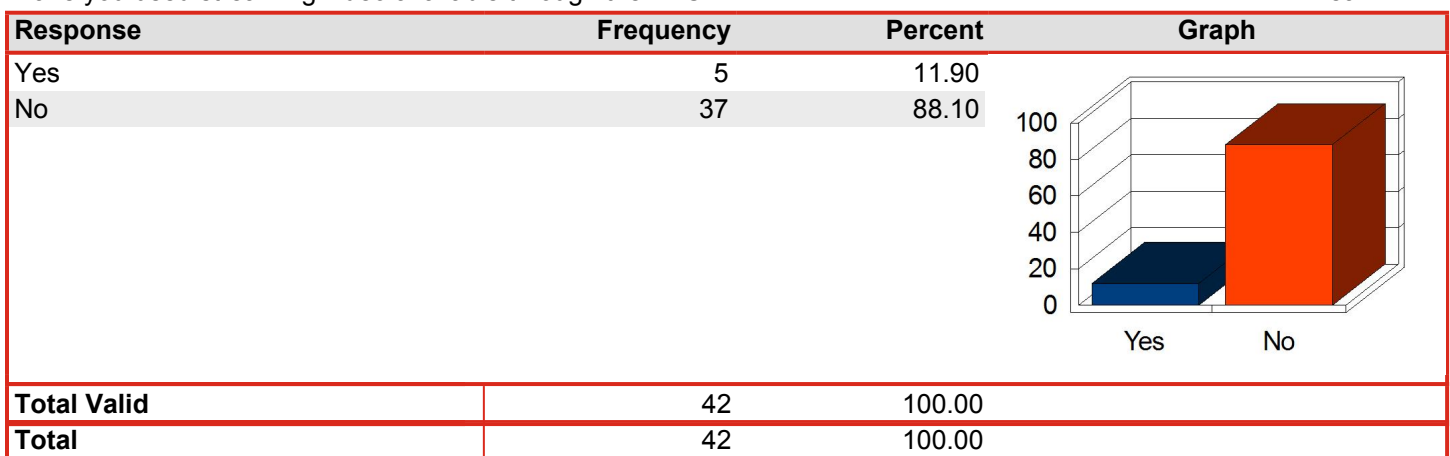 Response Frequency Percent Graph
Yes 5 11.90
No 37 88.10
100
80
60
40
20
0
Yes No
Total Valid 42 100.00
Total 42 100.00